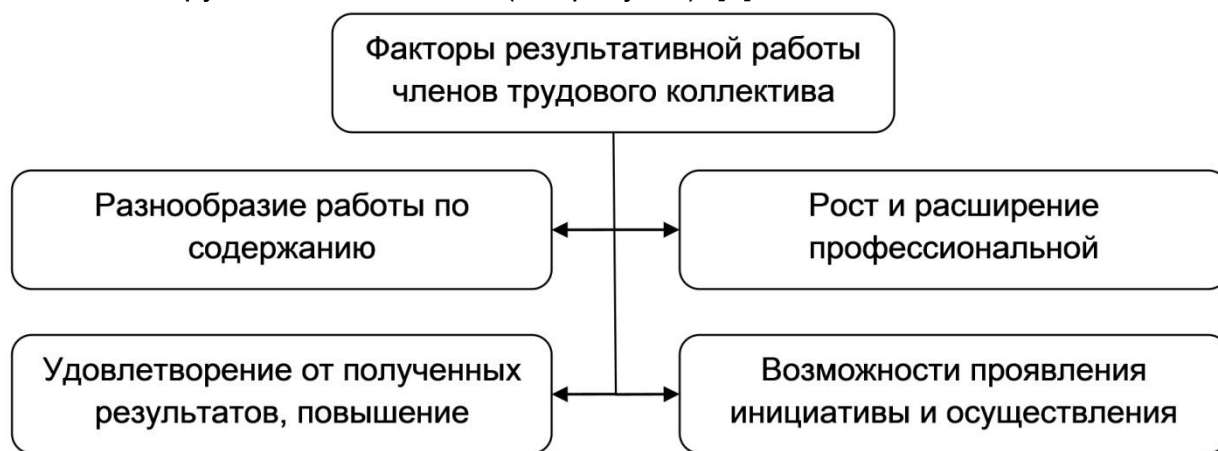 Факторы результативной работы
членов трудового коллектива
Разнообразие работы по
содержанию
Рост и расширение
профессиональной
Удовлетворение от полученных
результатов, повышение
Возможности проявления
инициативы и осуществления